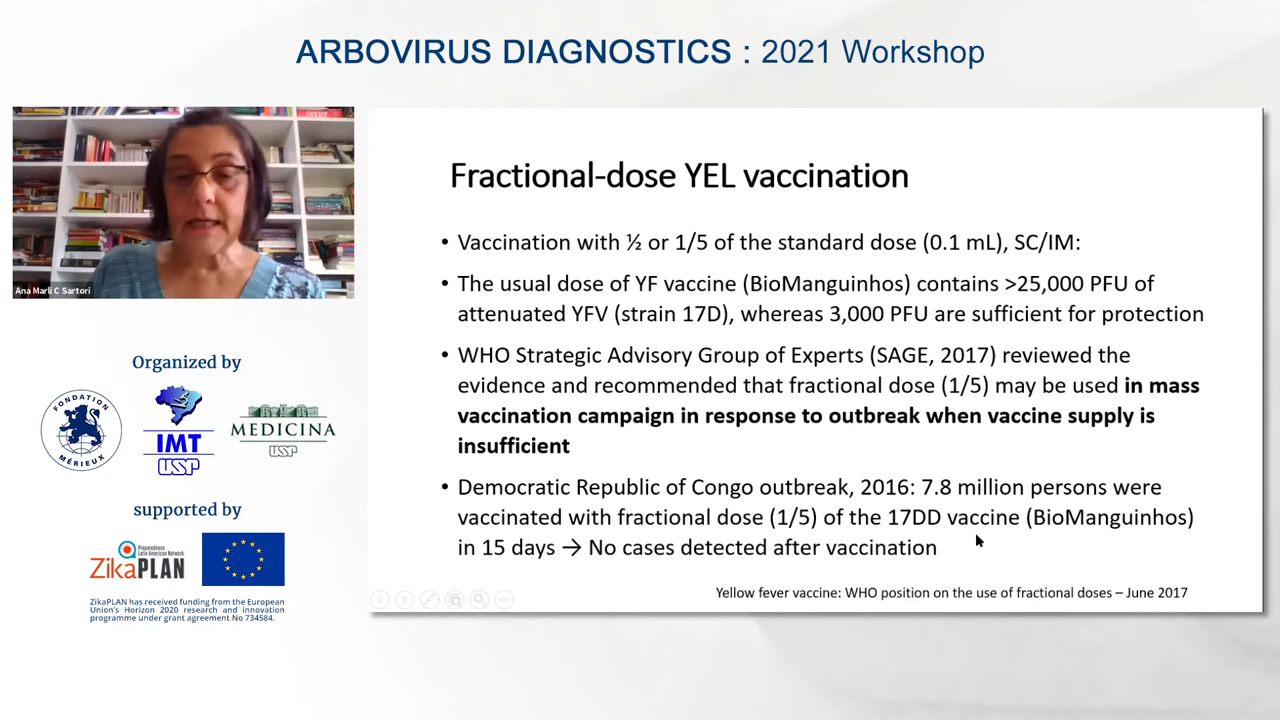 ARBOVIRUS DIAGNOSTICS : 2021 Workshop
Ana Marli C Sartori
Organized by
FONDATION
MÉRIEUX
IMT
USP
MEDICINA
USP
supported by
Preparedness
Latin American Network
ZikaPLAN
ZikaPLAN has received funding from the European
Union's Horizon 2020 research and innovation
programme under grant agreement No 734584.
Fractional-dose YEL vaccination
• Vaccination with ½ or 1/5 of the standard dose (0.1 mL), SC/IM:
• The usual dose of YF vaccine (BioManguinhos) contains >25,000 PFU of
attenuated YFV (strain 17D), whereas 3,000 PFU are sufficient for protection
• WHO Strategic Advisory Group of Experts (SAGE, 2017) reviewed the
evidence and recommended that fractional dose (1/5) may be used in mass
vaccination campaign in response to outbreak when vaccine supply is
insufficient
• Democratic Republic of Congo outbreak, 2016: 7.8 million persons were
vaccinated with fractional dose (1/5) of the 17DD vaccine (BioManguinhos)
in 15 days → No cases detected after vaccination
Yellow fever vaccine: WHO position on the use of fractional doses – June 2017